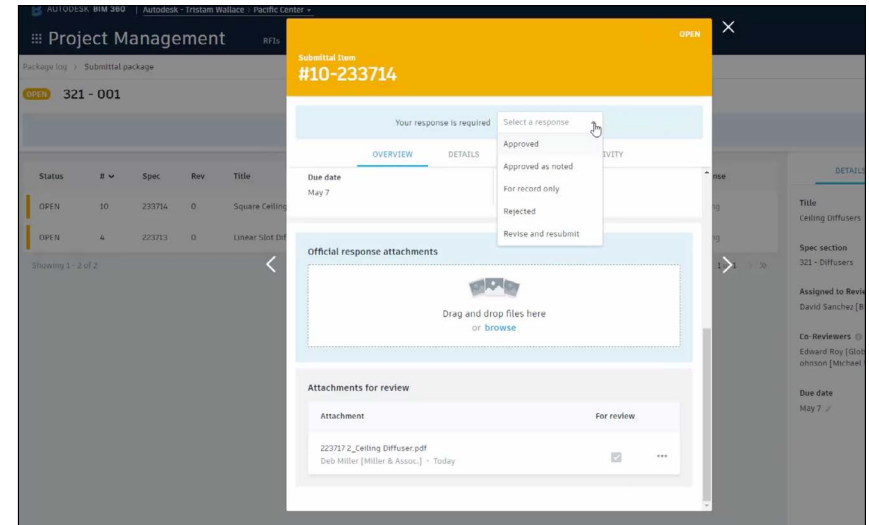 AUTODESK BIM 360 | Autodesk - Tristam Wallace : Pacific Center
Project Management RFIs
Package log > Submittal package
OPEN 321 - 001
Status # Spec Rev Title
OPEN 10 233714 0 Square Ceiling
OPEN 4 223713 0 Linear Slot Dif
Showing 1 - 2 of 2
OPEN
Submittal Item
#10-233714
Your response is required
Select a response
Approved
Approved as noted
For record only
Rejected
Revise and resubmit
OVERVIEW DETAILS IVITY
Due date
May 7
Official response attachments
Drag and drop files here
or browse
Attachments for review
Attachment For review
223717 2_Ceiling Diffuser.pdf
Deb Miller [Miller & Assoc.] · Today
nse
ng
ng
DETAILS
Title
Ceiling Diffusers
Spec section
321 - Diffusers
Assigned to Revie
David Sanchez [B
Co-Reviewers
Edward Roy [Glob
ohnson [Michael
Due date
May 7